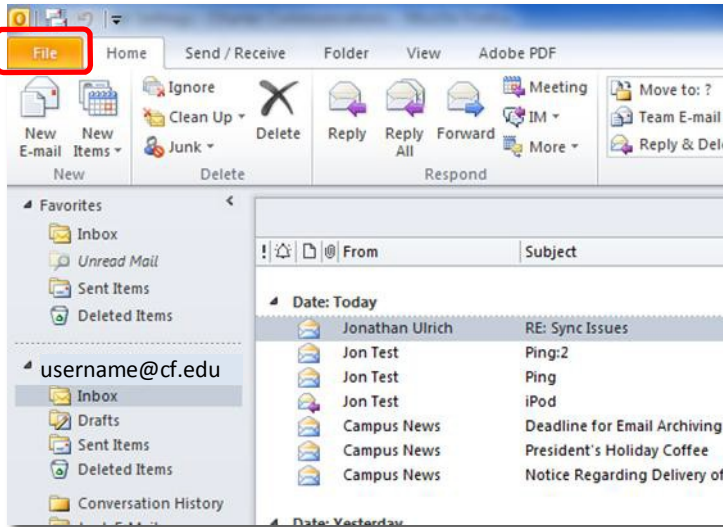 File Home Send / Receive Folder View Adobe PDF
New E-mail
New Items
Ignore
Clean Up
Junk
Delete
Reply
Reply All
Forward
Meeting
IM
More
Move to: ?
Team E-mail
Reply &
New Delete Respond
Favorites
Inbox
Unread Mail
Sent Items
Deleted Items
username@cf.edu
Inbox
Drafts
Sent Items
Deleted Items
Conversation History
! From Subject
Date: Today
Jonathan Ulrich RE: Sync Issues
Jon Test Ping:2
Jon Test Ping
Jon Test iPod
Campus News Deadline for Email Archiving
Campus News President's Holiday Coffee
Campus News Notice Regarding Delivery of
Date: Yesterday